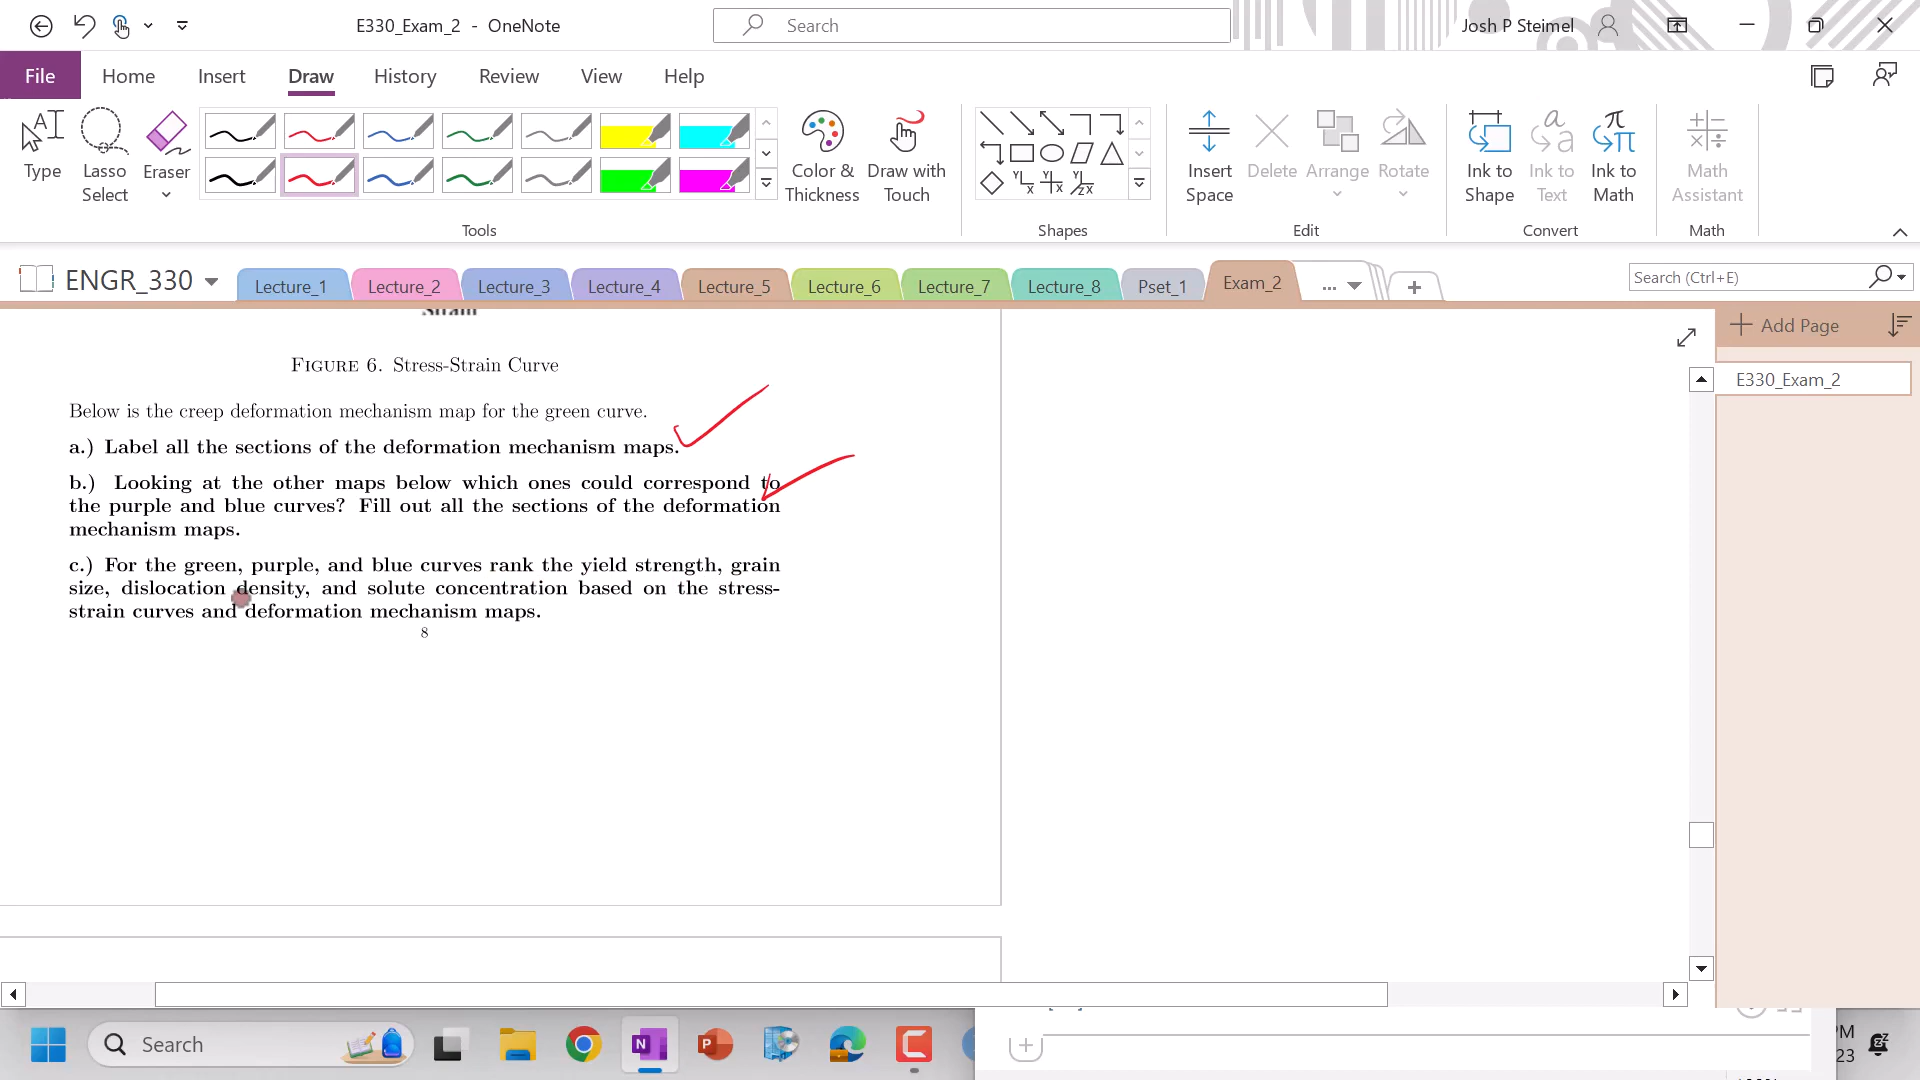 E330_Exam_2 - OneNote
Search
Josh P Steimel
File Home Insert Draw History Review View Help
Type
Lasso Select
Eraser
Color & Thickness
Draw with Touch
Insert Space
Delete
Arrange
Rotate
Ink to Shape
Ink to Text
Ink to Math
Math Assistant
Tools
Shapes
Edit
Convert
Math
ENGR_330
Lecture_1 Lecture_2 Lecture_3 Lecture_4 Lecture_5 Lecture_6 Lecture_7 Lecture_8 Pset_1 Exam_2 ...
Search (Ctrl+E)
Add Page
E330_Exam_2
Strain
FIGURE 6. Stress-Strain Curve
Below is the creep deformation mechanism map for the green curve.
a.) Label all the sections of the deformation mechanism maps.
b.) Looking at the other maps below which ones could correspond to
the purple and blue curves? Fill out all the sections of the deformation
mechanism maps.
c.) For the green, purple, and blue curves rank the yield strength, grain
size, dislocation density, and solute concentration based on the stress-
strain curves and deformation mechanism maps.
8
Search
PM
23